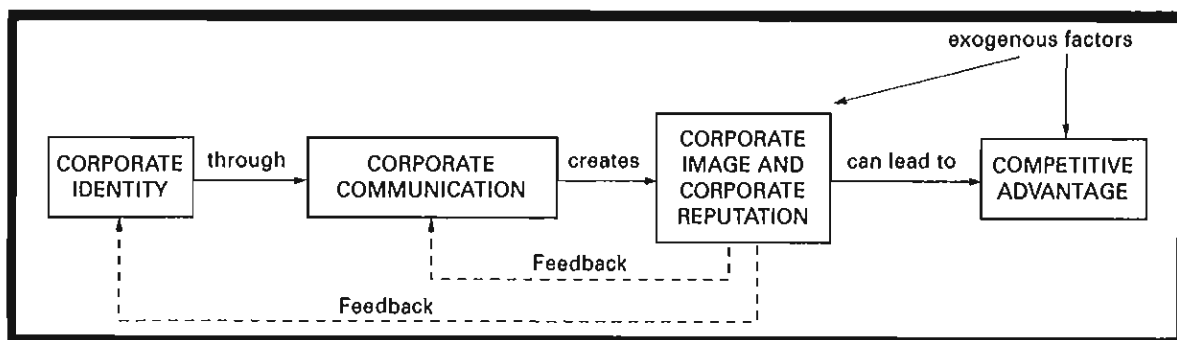 exogenous factors
CORPORATE
IDENTITY
through
CORPORATE
COMMUNICATION
creates
CORPORATE
IMAGE AND
CORPORATE
REPUTATION
can lead to
COMPETITIVE
ADVANTAGE
Feedback
Feedback